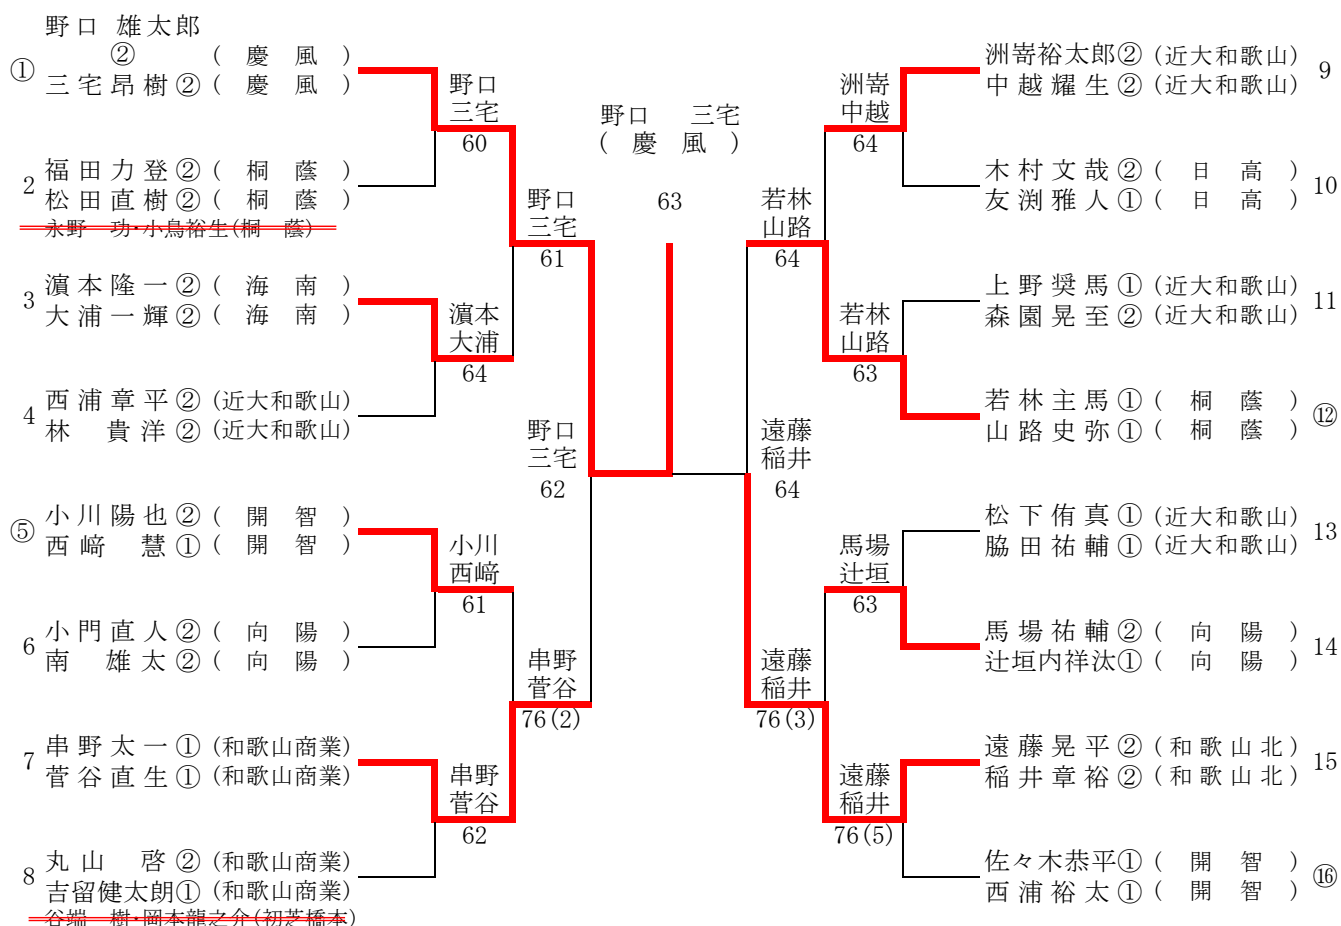 野口 雄太郎
② ( 慶 風 )
① 三宅昂樹② ( 慶 風 )
2 福田力登② ( 桐 蔭 )
松田直樹② ( 桐 蔭 )
永野 功・小鳥裕生(桐 蔭)
3 濵本隆一② ( 海 南 )
大浦一輝② ( 海 南 )
4 西浦章平② (近大和歌山)
林 貴洋② (近大和歌山)
⑤ 小川陽也② ( 開 智 )
西﨑 慧① ( 開 智 )
6 小門直人② ( 向 陽 )
南 雄太② ( 向 陽 )
7 串野太一① (和歌山商業)
菅谷直生① (和歌山商業)
8 丸山 啓② (和歌山商業)
吉留健太朗① (和歌山商業)
谷端 樹・岡本龍之介(初芝橋本)
野口
三宅
60
濵本
大浦
64
小川
西﨑
61
串野
菅谷
62
野口
三宅
61
串野
菅谷
76(2)
野口
三宅
62
野口 三宅
( 慶 風 )
63
遠藤
稲井
64
若林
山路
64
遠藤
稲井
76(3)
洲嵜
中越
64
若林
山路
63
馬場
辻垣
63
遠藤
稲井
76(5)
洲嵜裕太郎② (近大和歌山) 9
中越耀生② (近大和歌山)
木村文哉② ( 日 高 ) 10
友渕雅人① ( 日 高 )
上野奨馬① (近大和歌山) 11
森園晃至② (近大和歌山)
若林主馬① ( 桐 蔭 ) ⑫
山路史弥① ( 桐 蔭 )
松下侑真① (近大和歌山) 13
脇田祐輔① (近大和歌山)
馬場祐輔② ( 向 陽 ) 14
辻垣内祥汰① ( 向 陽 )
遠藤晃平② (和歌山北) 15
稲井章裕② (和歌山北)
佐々木恭平① ( 開 智 ) ⑯
西浦裕太① ( 開 智 )